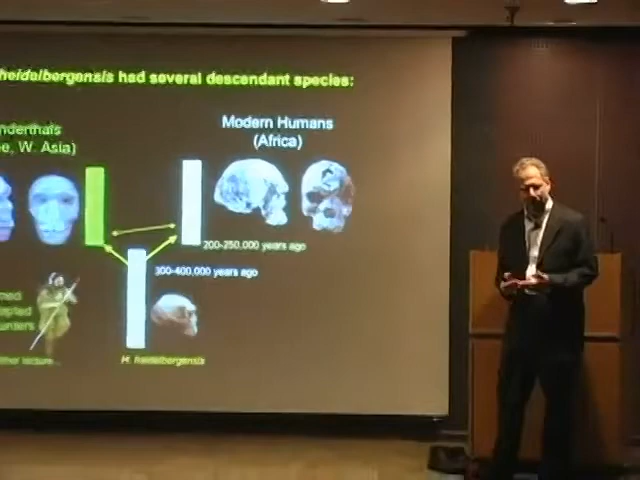 heidelbergensis had several descendant species:
nderthals
e, W. Asia)
Modern Humans
(Africa)
200-250,000 years ago
300-400,000 years ago
H. heidelbergensis